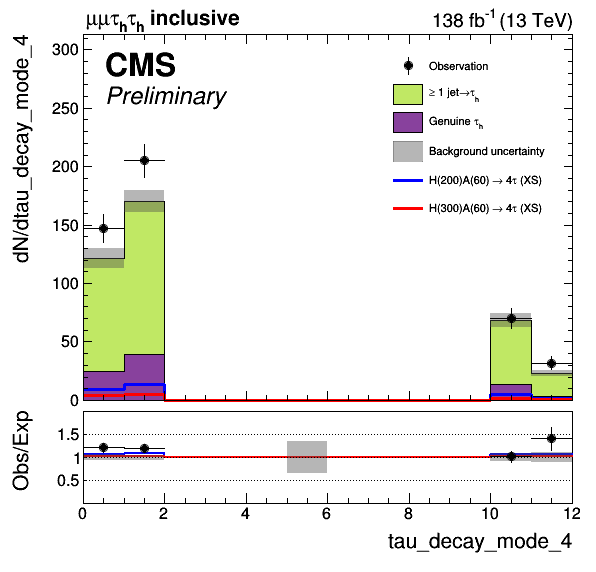 μμτhτh inclusive
138 fb-1 (13 TeV)
CMS
Preliminary
Observation
≥ 1 jet→τh
Genuine τh
Background uncertainty
H(200)A(60) → 4τ (XS)
H(300)A(60) → 4τ (XS)
dN/dtau_decay_mode_4
300
250
200
150
100
50
0
Obs/Exp
1.5
1
0.5
0 2 4 6 8 10 12
tau_decay_mode_4